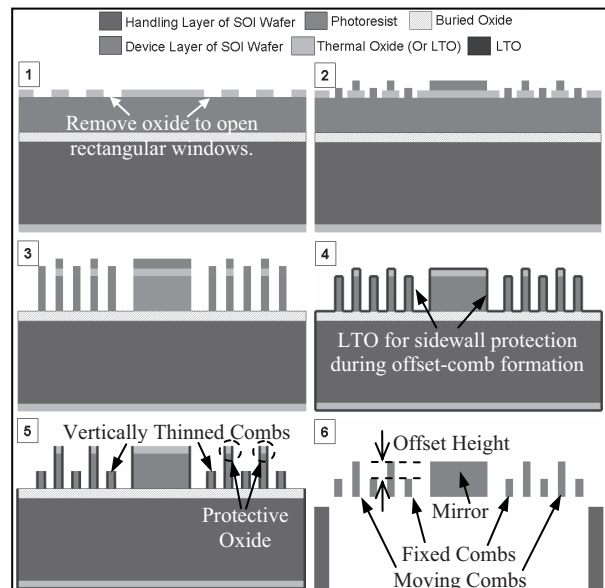 Handling Layer of SOI Wafer Photoresist Buried Oxide
Device Layer of SOI Wafer Thermal Oxide (Or LTO) LTO
1
Remove oxide to open
rectangular windows.
2
3
4
LTO for sidewall protection
during offset-comb formation
5
Vertically Thinned Combs
Protective
Oxide
6
Offset Height
Mirror
Fixed Combs
Moving Combs